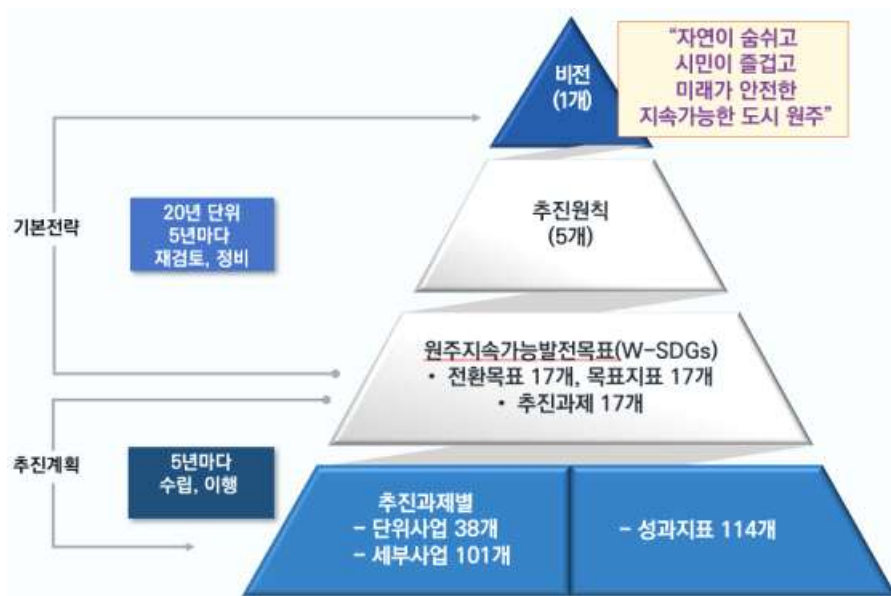 비전
(1개)
“자연이 숨쉬고
시민이 즐겁고
미래가 안전한
지속가능한 도시 원주”
기본전략
20년 단위
5년마다
재검토, 정비
추진원칙
(5개)
원주지속가능발전목표(W-SDGs)
• 전환목표 17개, 목표지표 17개
• 추진과제 17개
추진계획
5년마다
수립, 이행
추진과제별
- 단위사업 38개
- 세부사업 101개
- 성과지표 114개